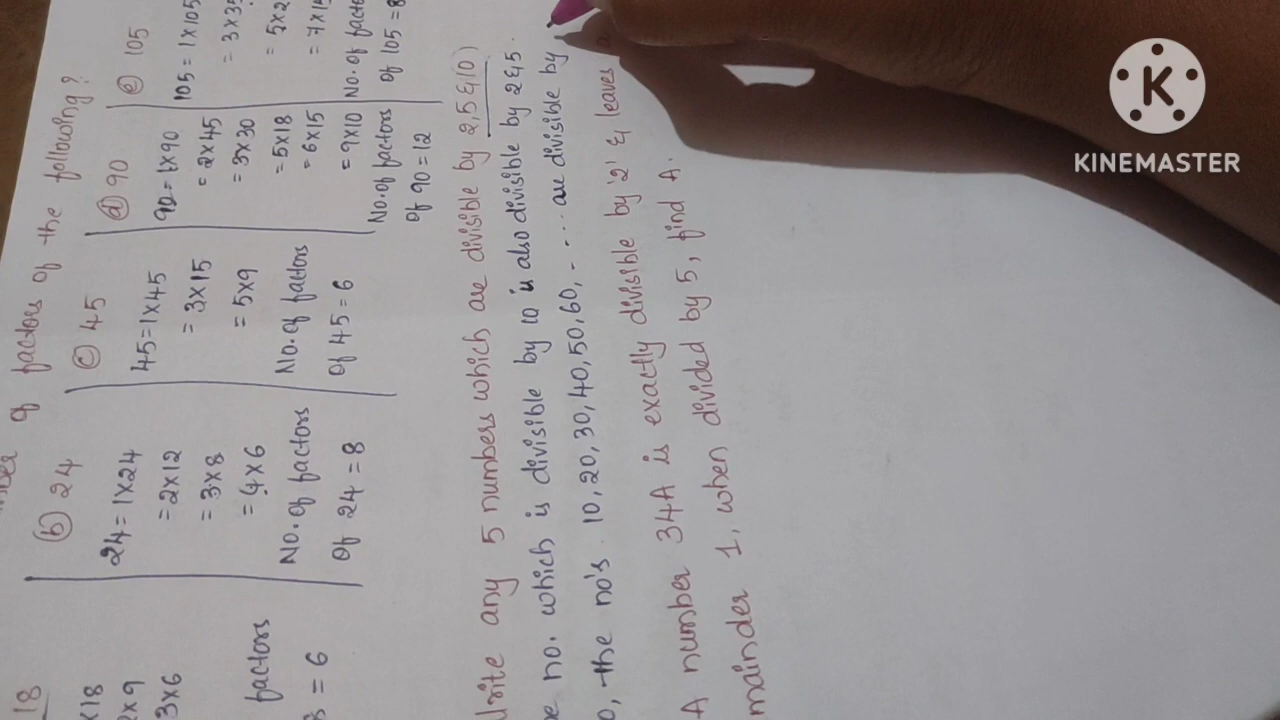 of factors of the following?
18
x18
2x9
3x6
factors
= 6
(b) 24
24 = 1x24
= 2x12
= 3x8
= 4x6
No. of factors
of 24 = 8
(c) 45
45 = 1x45
= 3x15
= 5x9
No. of factors
of 45 = 6
(d) 90
90 = 1x90
= 2x45
= 3x30
= 5x18
= 6x15
= 9x10
No. of factors
of 90 = 12
(e) 105
105 = 1x105
= 3x35
= 5x2
= 7x15
No. of facto
of 105 = 8
any 5 numbers which are divisible by 2, 5 & 10)
no. which is divisible by 10 is also divisible by 2 & 5.
the no's. 10, 20, 30, 40, 50, 60, - - ... are divisible by
A number 34A is exactly divisible by '2' & leaves
mainder 1, when divided by 5, find A.
KINEMASTER